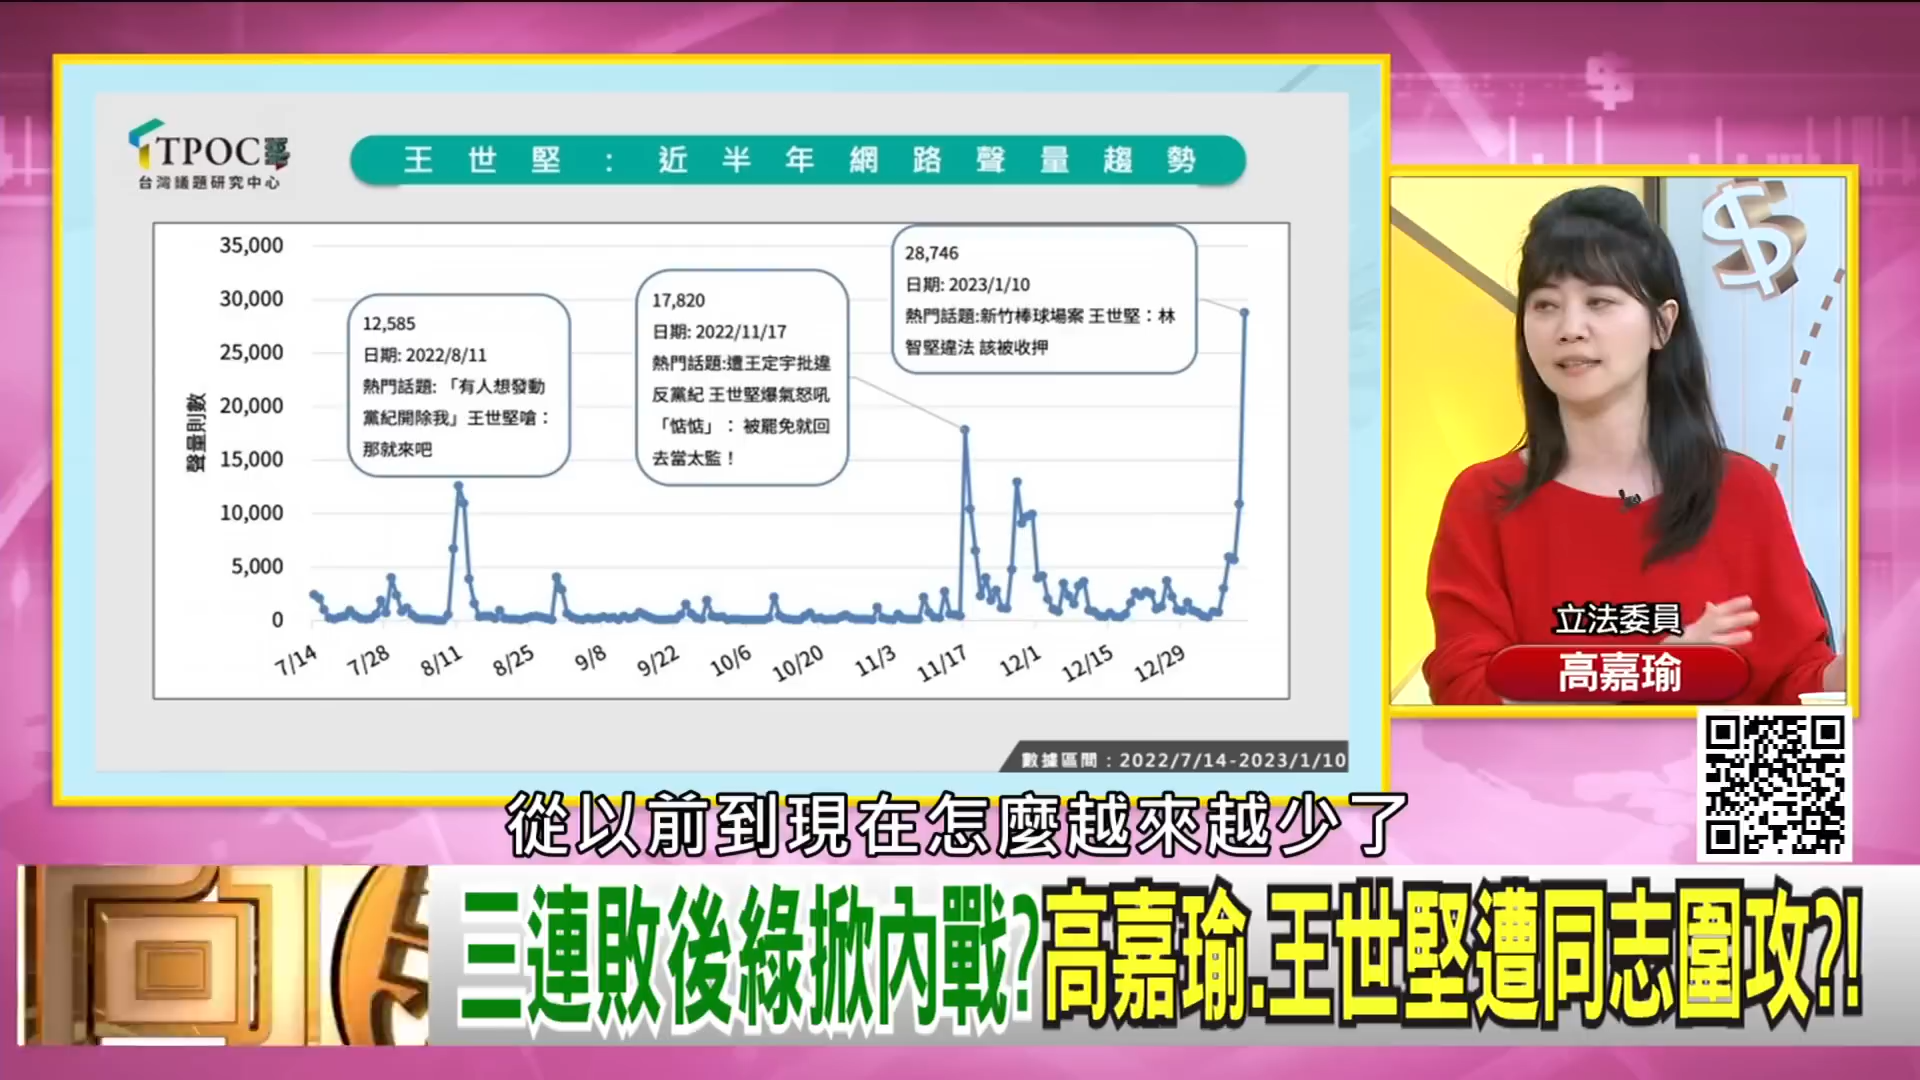 TPOC
台灣議題研究中心
王世堅:近半年網路聲量趨勢
聲量則數
35,000
30,000
25,000
20,000
15,000
10,000
5,000
0
12,585
日期: 2022/8/11
熱門話題: 「有人想發動
黨紀開除我」王世堅嗆：
那就來吧
17,820
日期: 2022/11/17
熱門話題:遭王定宇批違
反黨紀 王世堅爆氣怒吼
「惦惦」： 被罷免就回
去當太監！
28,746
日期: 2023/1/10
熱門話題:新竹棒球場案 王世堅：林
智堅違法 該被收押
7/14 7/28 8/11 8/25 9/8 9/22 10/6 10/20 11/3 11/17 12/1 12/15 12/29
數據區間：2022/7/14-2023/1/10
立法委員
高嘉瑜
從以前到現在怎麼越來越少了
三連敗後綠掀內戰?高嘉瑜.王世堅遭同志圍攻?!